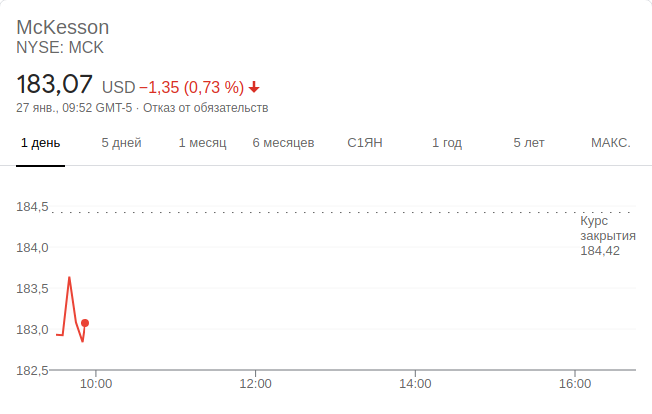 McKesson
NYSE: MCK
183,07 USD −1,35 (0,73 %)
27 янв., 09:52 GMT-5 · Отказ от обязательств
1 день 5 дней 1 месяц 6 месяцев С1ЯН 1 год 5 лет МАКС.
184,5
Курс
закрытия
184,42
184,0
183,5
183,0
182,5
10:00 12:00 14:00 16:00